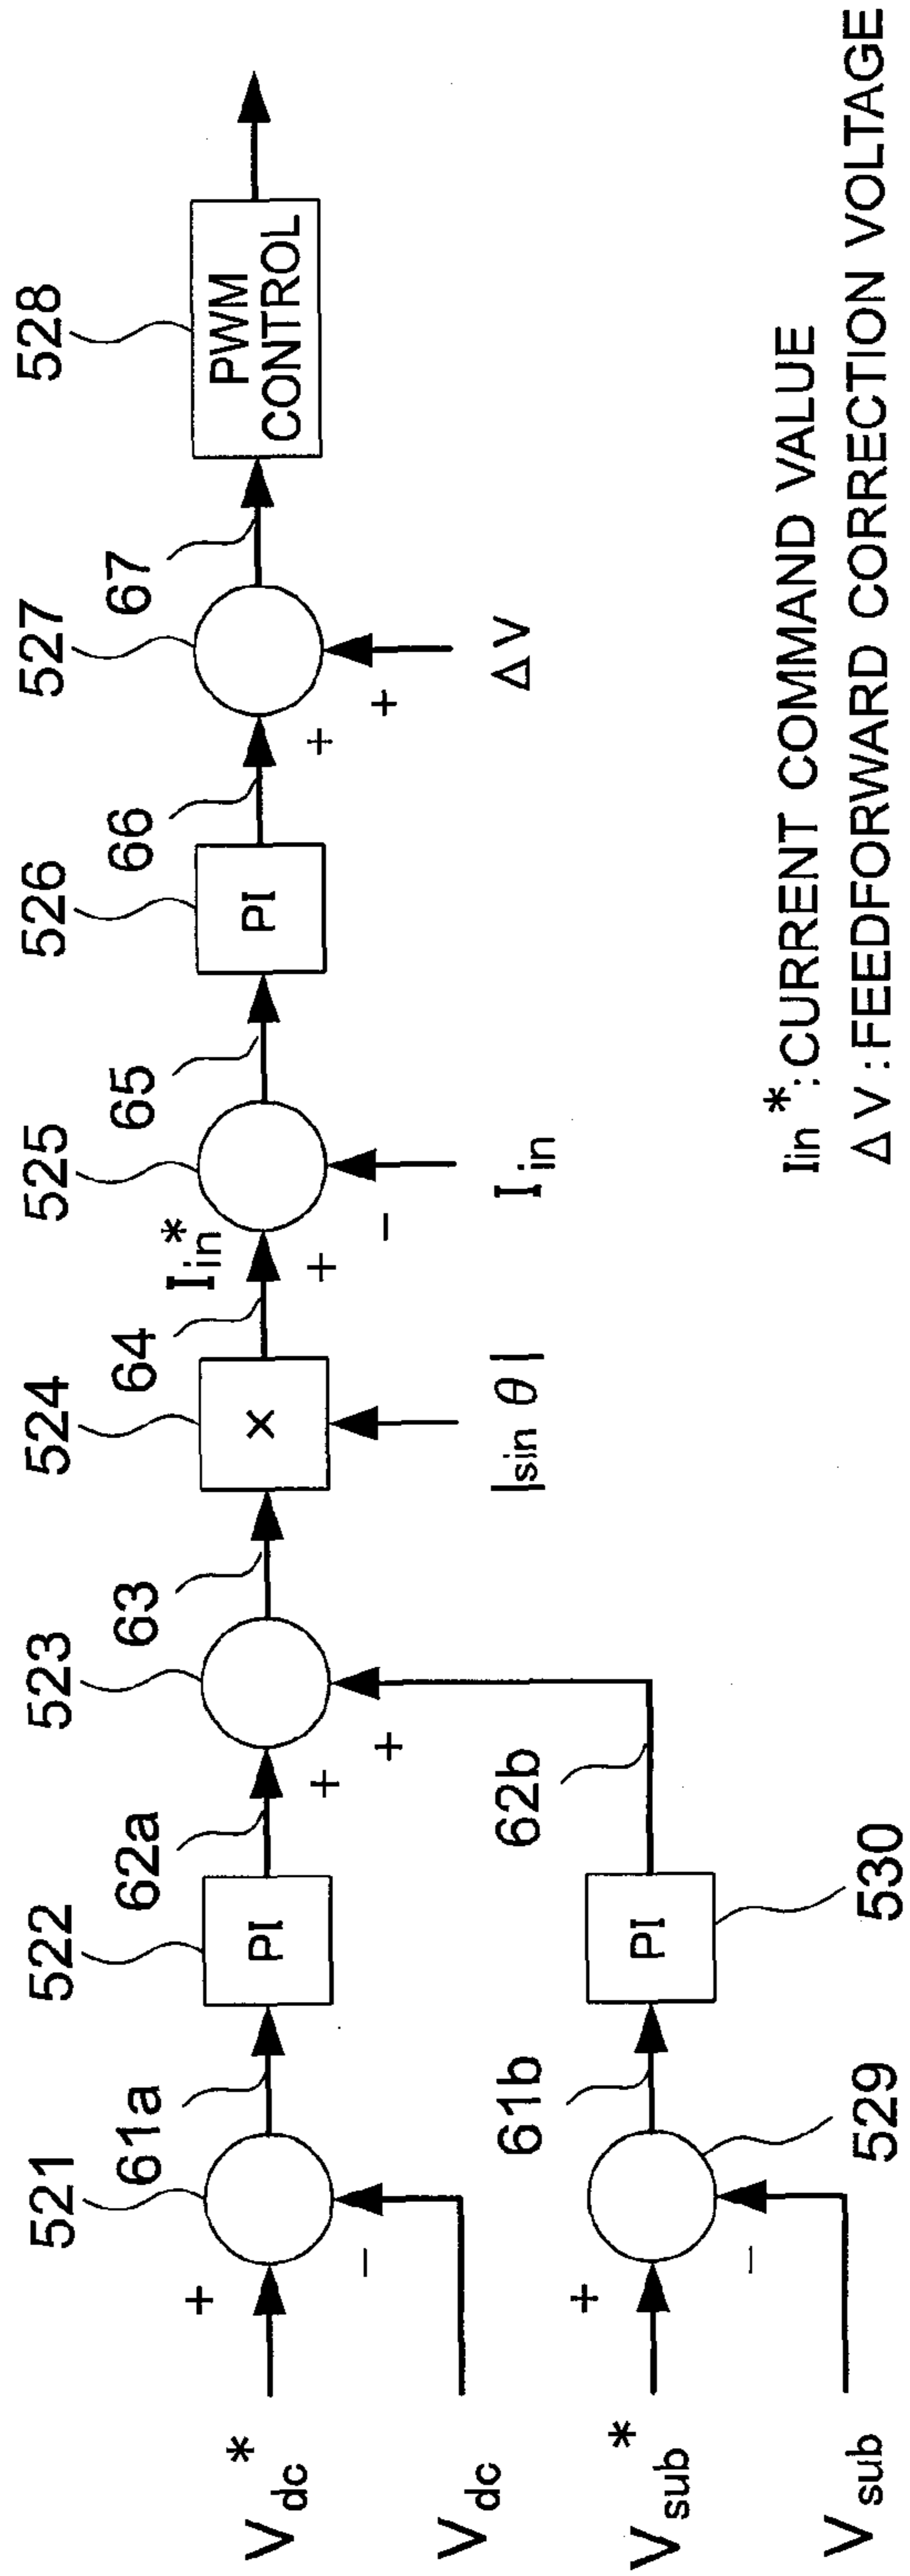 521
522
523
524
525
526
527
528
61a
62a
63
64
Iin*
65
66
67
Vdc*
+
PI
+
×
+
PI
+
PWM
CONTROL
−
+
−
+
Vdc
|sin θ|
Iin
ΔV
61b
62b
Vsub*
+
PI
−
Vsub
529
530
Iin*: CURRENT COMMAND VALUE
ΔV : FEEDFORWARD CORRECTION VOLTAGE